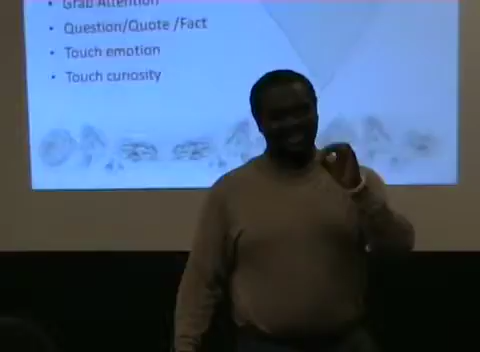 • Grab Attention
• Question/Quote /Fact
• Touch emotion
• Touch curiosity